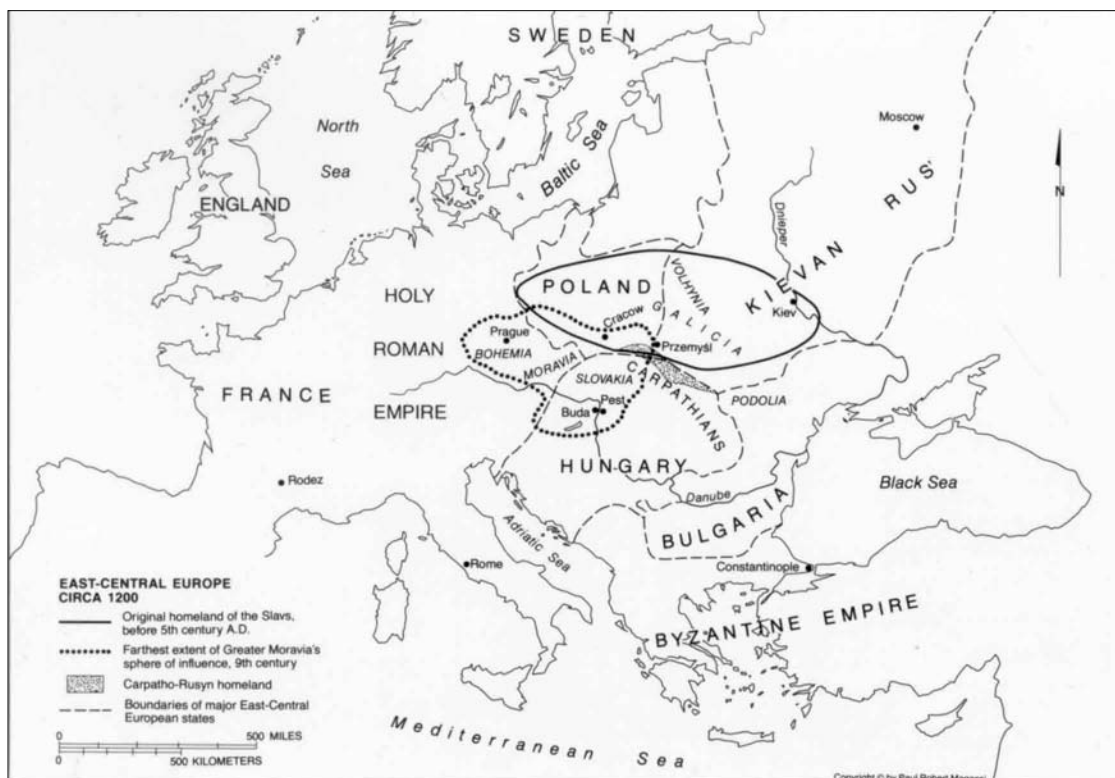 SWEDEN
North
Sea
Baltic Sea
Moscow
N
RUS'
ENGLAND
Dnieper
KIEVAN
VOLHYNIA
POLAND
HOLY
GALICIA
Kiev
Cracow
Prague
Przemyśl
ROMAN
BOHEMIA
MORAVIA
SLOVAKIA
CARPATHIANS
FRANCE
PODOLIA
EMPIRE
Pest
Buda
HUNGARY
Rodez
Black Sea
Danube
BULGARIA
Adriatic Sea
Rome
Constantinople
BYZANTINE EMPIRE
EAST-CENTRAL EUROPE
CIRCA 1200
Original homeland of the Slavs,
before 5th century A.D.
Farthest extent of Greater Moravia's
sphere of influence, 9th century
Carpatho-Rusyn homeland
Boundaries of major East-Central
European states
0 500 MILES
0 500 KILOMETERS
Mediterranean Sea
Copyright © by Paul Robert